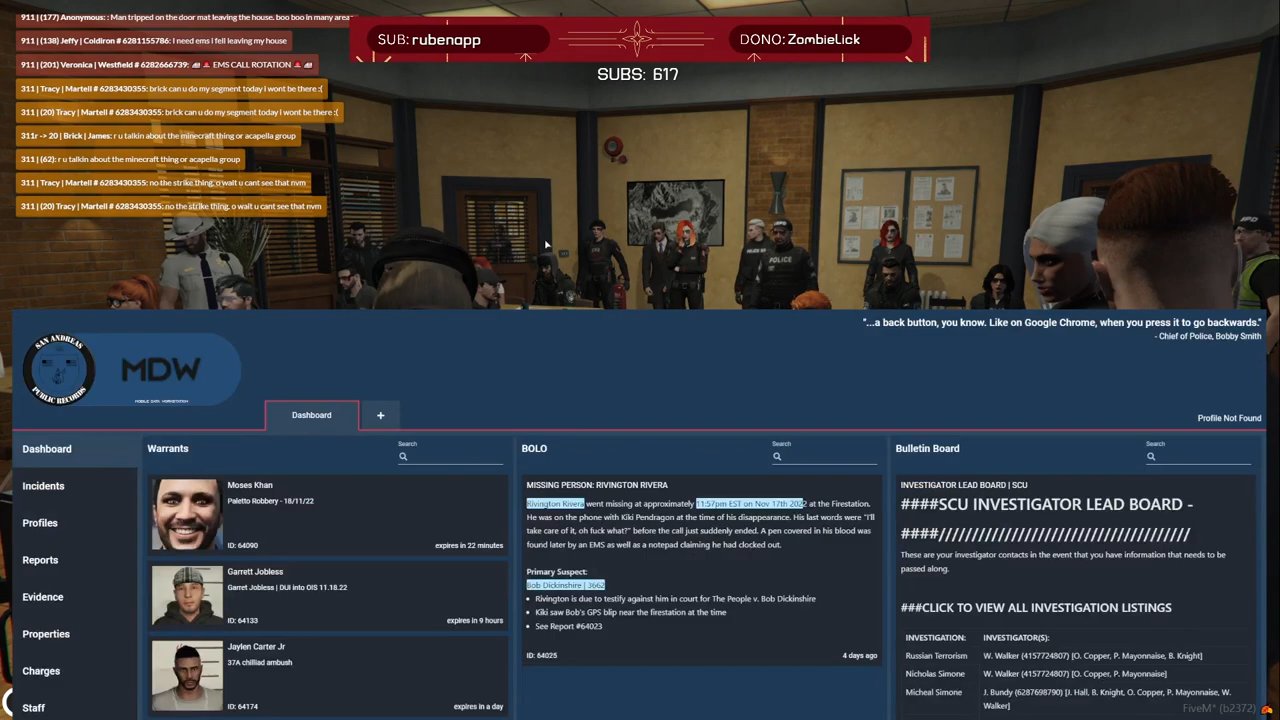 911 | (177) Anonymous: : Man tripped on the door mat leaving the house. boo boo in many area
911 | (138) Jeffy | Coldiron # 6281155786: I need ems i fell leaving my house
911 | (201) Veronica | Westfield # 6282666739: 🚑🚨 EMS CALL ROTATION 🚨🚑
311 | Tracy | Martell # 6283430355: brick can u do my segment today i wont be there :(
311 | (20) Tracy | Martell # 6283430355: brick can u do my segment today i wont be there :(
311r -> 20 | Brick | James: r u talkin about the minecraft thing or acapella group
311 | (62): r u talkin about the minecraft thing or acapella group
311 | Tracy | Martell # 6283430355: no the strike thing, o wait u cant see that nvm
311 | (20) Tracy | Martell # 6283430355: no the strike thing, o wait u cant see that nvm
SUB: rubenapp
DONO: ZombieLick
SUBS: 617
POLICE
"...a back button, you know. Like on Google Chrome, when you press it to go backwards."
- Chief of Police, Bobby Smith
SAN ANDREAS
PUBLIC RECORDS
MDW
MOBILE DATA WORKSTATION
Dashboard
+
Profile Not Found
Dashboard
Incidents
Profiles
Reports
Evidence
Properties
Charges
Staff
Warrants
Search
Moses Khan
Paletto Robbery - 18/11/22
ID: 64090
expires in 22 minutes
Garrett Jobless
Garret Jobless | DUI into OIS 11.18.22
ID: 64133
expires in 9 hours
Jaylen Carter Jr
37A chilliad ambush
ID: 64174
expires in a day
BOLO
Search
MISSING PERSON: RIVINGTON RIVERA
Rivington Rivera went missing at approximately 11:57pm EST on Nov 17th 2022 at the Firestation.
He was on the phone with Kiki Pendragon at the time of his disappearance. His last words were "I'll
take care of it, oh fuck what?" before the call just suddenly ended. A pen covered in his blood was
found later by an EMS as well as a notepad claiming he had clocked out.
Primary Suspect:
Bob Dickinshire | 3662
• Rivington is due to testify against him in court for The People v. Bob Dickinshire
• Kiki saw Bob's GPS blip near the firestation at the time
• See Report #64023
ID: 64025
4 days ago
Bulletin Board
Search
INVESTIGATOR LEAD BOARD | SCU
####SCU INVESTIGATOR LEAD BOARD -
####///////////////////////////////////////
These are your investigator contacts in the event that you have information that needs to be
passed along.
###CLICK TO VIEW ALL INVESTIGATION LISTINGS
INVESTIGATION: INVESTIGATOR(S):
Russian Terrorism W. Walker (4157724807) [O. Copper, P. Mayonnaise, B. Knight]
Nicholas Simone W. Walker (4157724807) [O. Copper, P. Mayonnaise]
Micheal Simone J. Bundy (6287698790) [J. Hall, B. Knight, O. Copper, P. Mayonnaise, W.
Walker]
FiveM* (b2372)